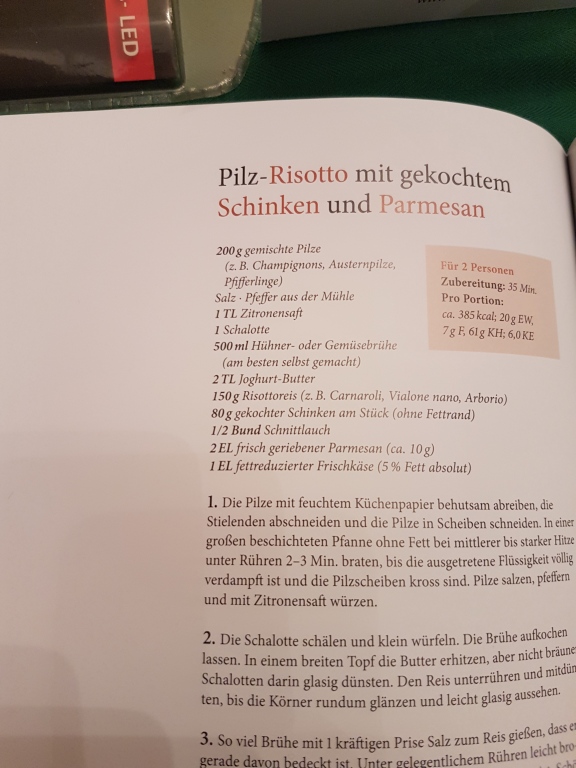 LED
Pilz-Risotto mit gekochtem
Schinken und Parmesan
200 g gemischte Pilze
(z. B. Champignons, Austernpilze,
Pfifferlinge)
Salz · Pfeffer aus der Mühle
1 TL Zitronensaft
1 Schalotte
500 ml Hühner- oder Gemüsebrühe
(am besten selbst gemacht)
2 TL Joghurt-Butter
150 g Risottoreis (z. B. Carnaroli, Vialone nano, Arborio)
80 g gekochter Schinken am Stück (ohne Fettrand)
1/2 Bund Schnittlauch
2 EL frisch geriebener Parmesan (ca. 10 g)
1 EL fettreduzierter Frischkäse (5 % Fett absolut)
Für 2 Personen
Zubereitung: 35 Min.
Pro Portion:
ca. 385 kcal; 20 g EW,
7 g F, 61 g KH; 6,0 KE
1. Die Pilze mit feuchtem Küchenpapier behutsam abreiben, die
Stielenden abschneiden und die Pilze in Scheiben schneiden. In einer
großen beschichteten Pfanne ohne Fett bei mittlerer bis starker Hitze
unter Rühren 2–3 Min. braten, bis die ausgetretene Flüssigkeit völlig
verdampft ist und die Pilzscheiben kross sind. Pilze salzen, pfeffern
und mit Zitronensaft würzen.
2. Die Schalotte schälen und klein würfeln. Die Brühe aufkochen
lassen. In einem breiten Topf die Butter erhitzen, aber nicht bräune
Schalotten darin glasig dünsten. Den Reis unterrühren und mitdün
ten, bis die Körner rundum glänzen und leicht glasig aussehen.
3. So viel Brühe mit 1 kräftigen Prise Salz zum Reis gießen, dass e
gerade davon bedeckt ist. Unter gelegentlichem Rühren leicht bro-